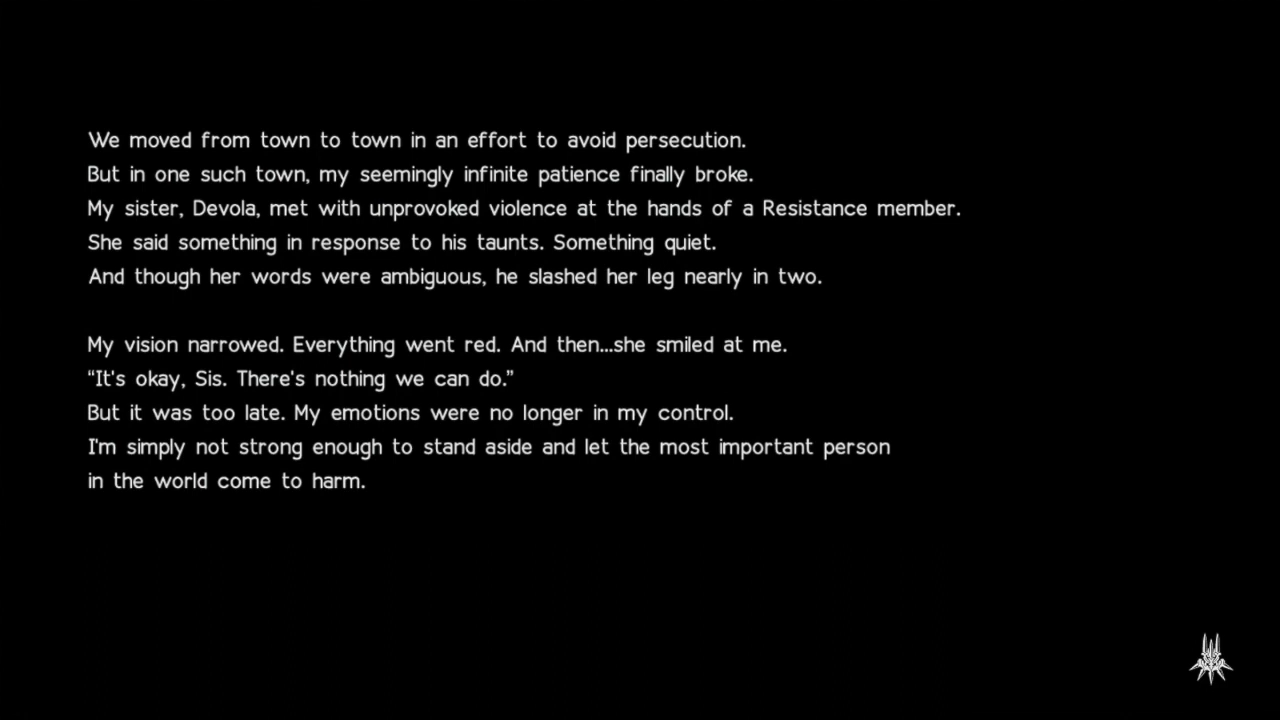 We moved from town to town in an effort to avoid persecution.
But in one such town, my seemingly infinite patience finally broke.
My sister, Devola, met with unprovoked violence at the hands of a Resistance member.
She said something in response to his taunts. Something quiet.
And though her words were ambiguous, he slashed her leg nearly in two.
My vision narrowed. Everything went red. And then...she smiled at me.
“It's okay, Sis. There's nothing we can do.”
But it was too late. My emotions were no longer in my control.
I'm simply not strong enough to stand aside and let the most important person
in the world come to harm.